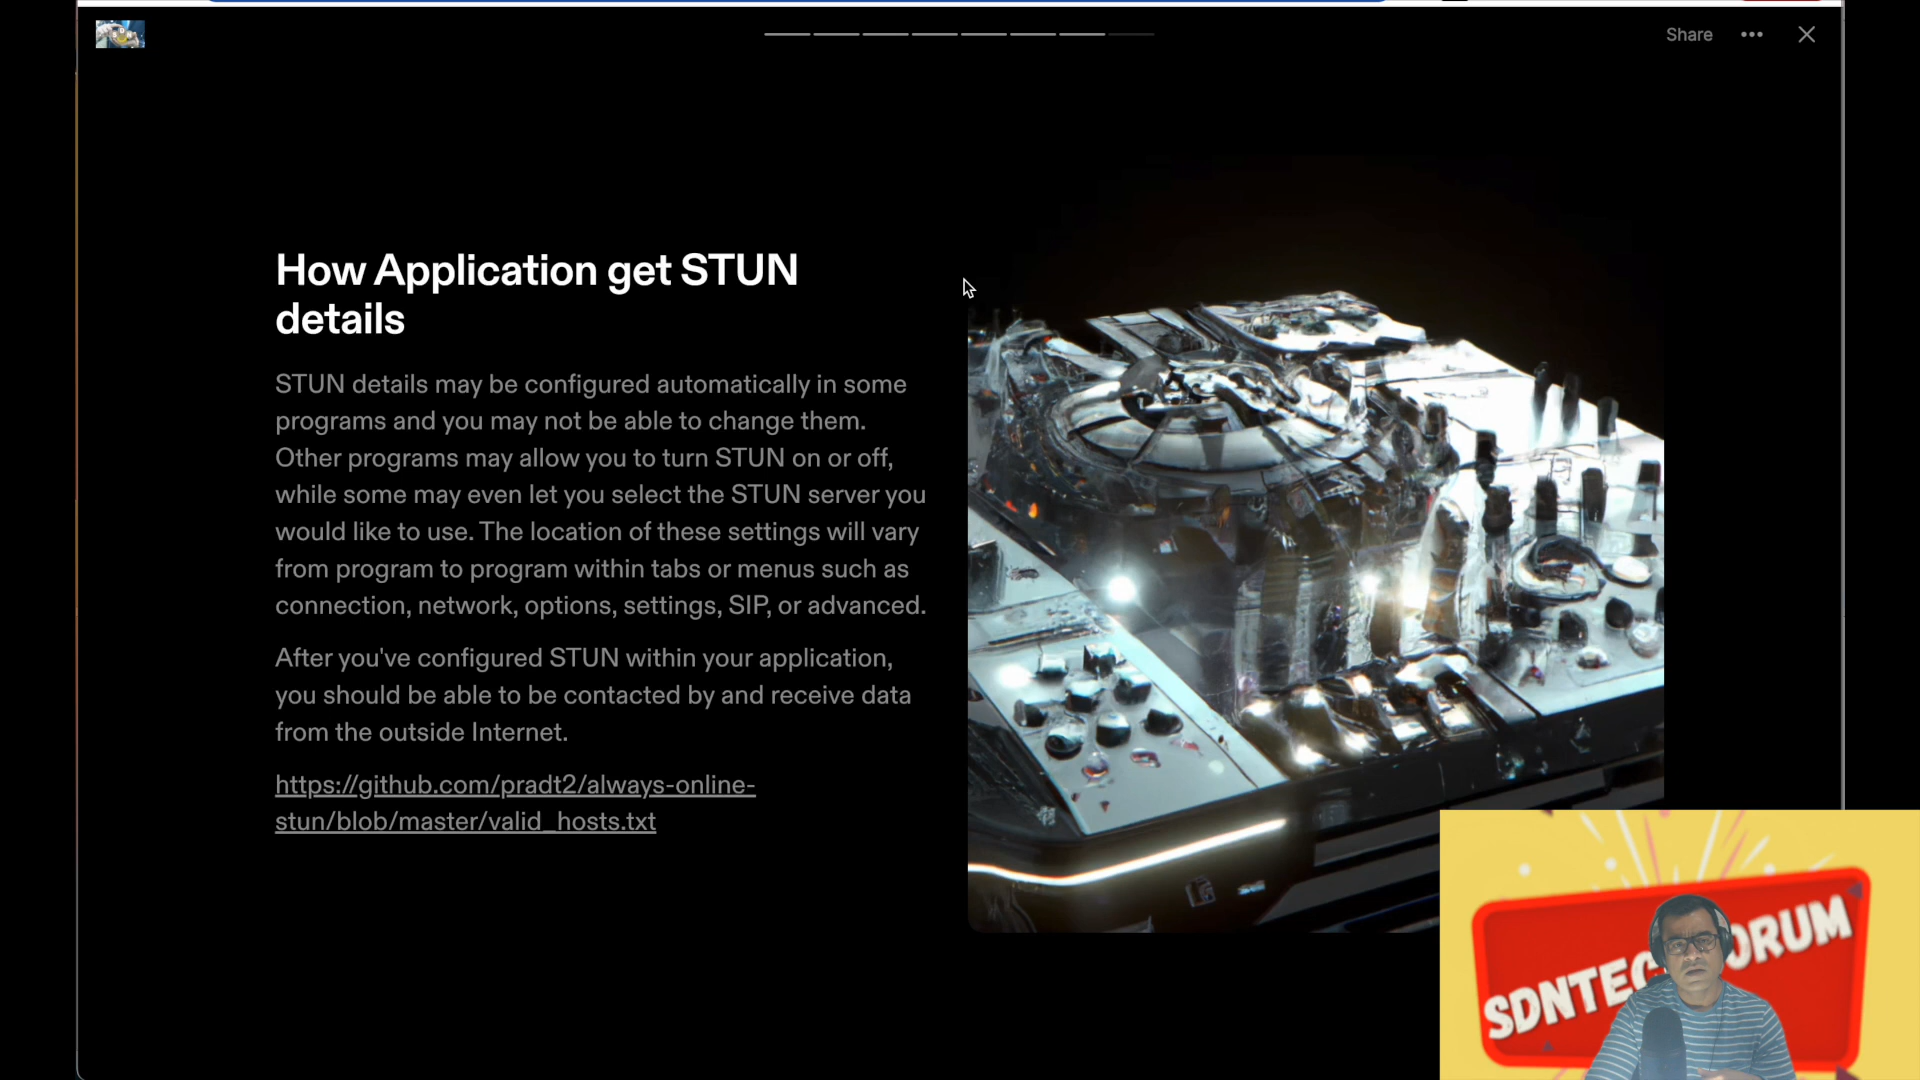 Share
How Application get STUN
details
STUN details may be configured automatically in some
programs and you may not be able to change them.
Other programs may allow you to turn STUN on or off,
while some may even let you select the STUN server you
would like to use. The location of these settings will vary
from program to program within tabs or menus such as
connection, network, options, settings, SIP, or advanced.
After you've configured STUN within your application,
you should be able to be contacted by and receive data
from the outside Internet.
https://github.com/pradt2/always-online-
stun/blob/master/valid_hosts.txt